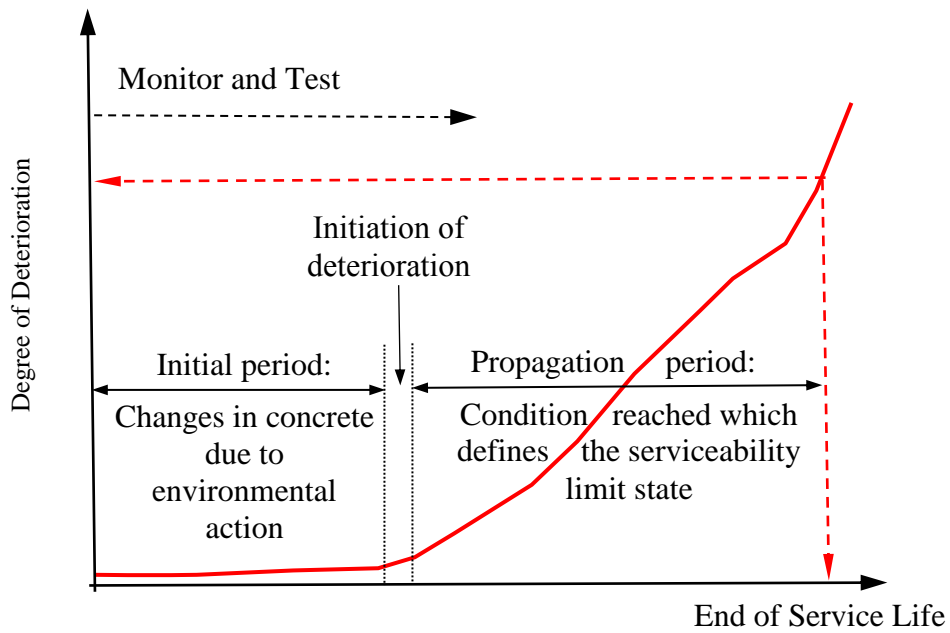 Monitor and Test
Degree of Deterioration
Initiation of
deterioration
Initial period:
Changes in concrete
due to
environmental
action
Propagation period:
Condition reached which
defines the serviceability
limit state
End of Service Life